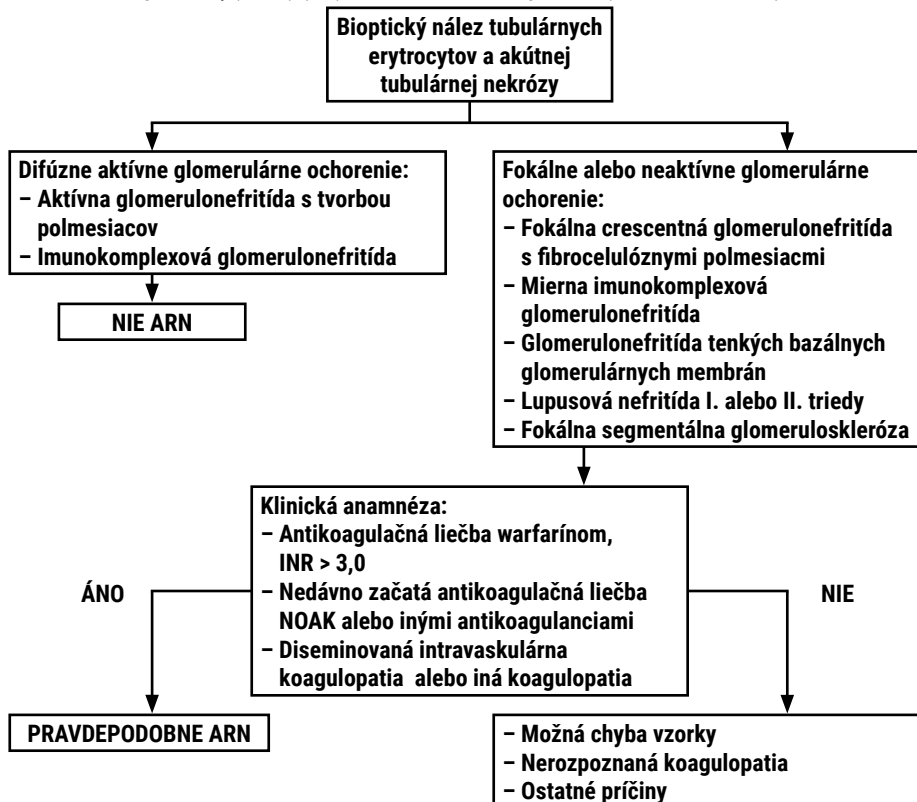 Bioptický nález tubulárnych
erytrocytov a akútnej
tubulárnej nekrózy
Difúzne aktívne glomerulárne ochorenie:
– Aktívna glomerulonefritída s tvorbou
polmesiacov
– Imunokomplexová glomerulonefritída
NIE ARN
Fokálne alebo neaktívne glomerulárne
ochorenie:
– Fokálna crescentná glomerulonefritída
s fibrocelulóznymi polmesiacmi
– Mierna imunokomplexová
glomerulonefritída
– Glomerulonefritída tenkých bazálnych
glomerulárnych membrán
– Lupusová nefritída I. alebo II. triedy
– Fokálna segmentálna glomeruloskleróza
Klinická anamnéza:
– Antikoagulačná liečba warfarínom,
INR > 3,0
– Nedávno začatá antikoagulačná liečba
NOAK alebo inými antikoagulanciami
– Diseminovaná intravaskulárna
koagulopatia alebo iná koagulopatia
ÁNO
NIE
PRAVDEPODOBNE ARN
– Možná chyba vzorky
– Nerozpoznaná koagulopatia
– Ostatné príčiny